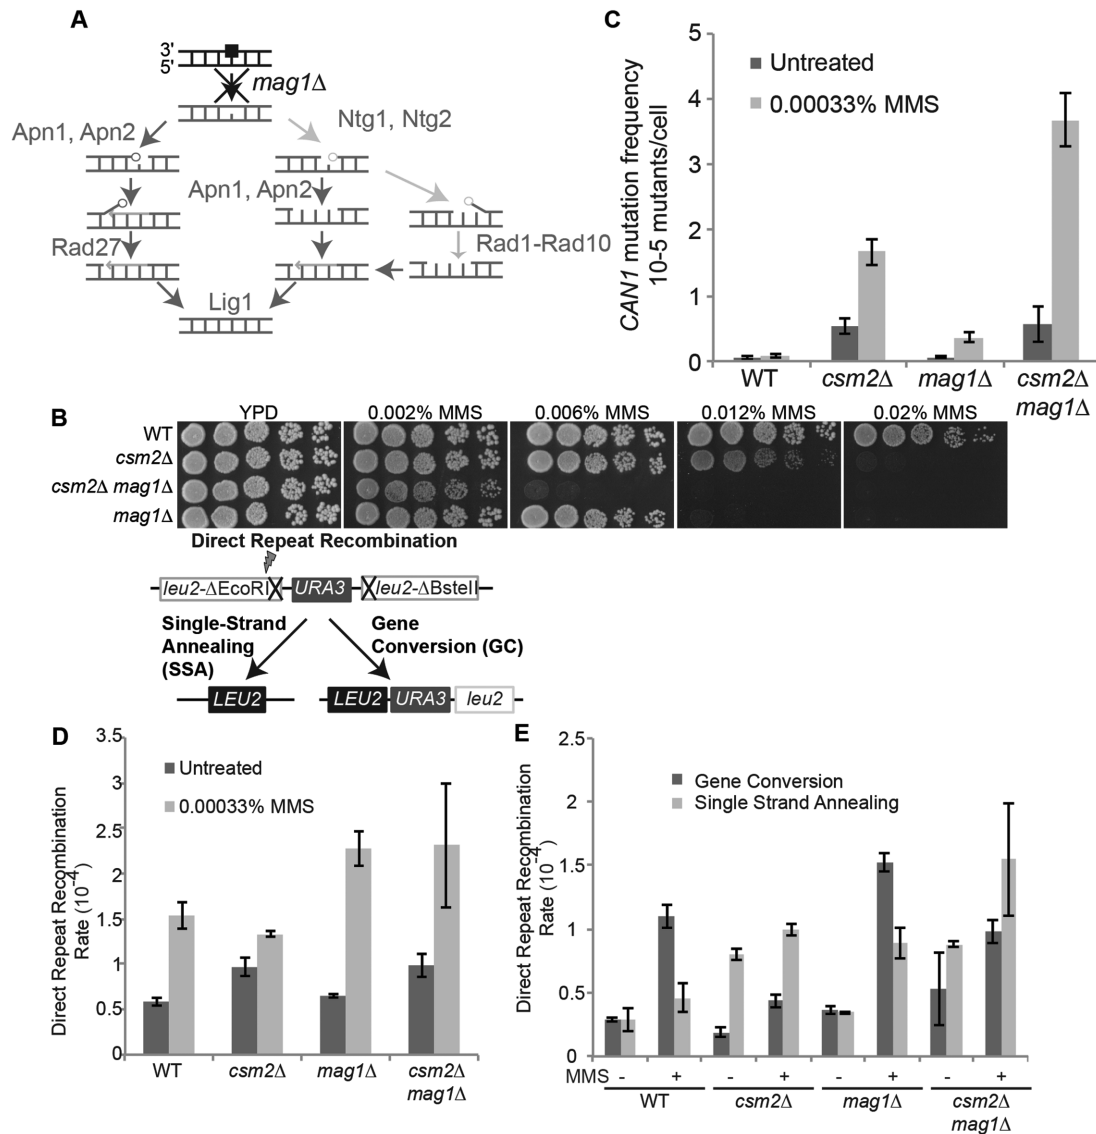 A
3'
5'
mag1Δ
Apn1, Apn2
Ntg1, Ntg2
Apn1, Apn2
Rad27
Rad1-Rad10
Lig1
C
CAN1 mutation frequency
10-5 mutants/cell
5
4
3
2
1
0
Untreated
0.00033% MMS
WT
csm2Δ
mag1Δ
csm2Δ
mag1Δ
B
YPD
0.002% MMS
0.006% MMS
0.012% MMS
0.02% MMS
WT
csm2Δ
csm2Δ mag1Δ
mag1Δ
Direct Repeat Recombination
leu2-ΔEcoRI
URA3
leu2-ΔBsteII
Single-Strand
Annealing
(SSA)
Gene
Conversion (GC)
LEU2
LEU2
URA3
leu2
D
Direct Repeat Recombination
Rate (10-4)
3.5
3
2.5
2
1.5
1
0.5
0
Untreated
0.00033% MMS
WT
csm2Δ
mag1Δ
csm2Δ
mag1Δ
E
Direct Repeat Recombination
Rate (10-4)
2.5
2
1.5
1
0.5
0
Gene Conversion
Single Strand Annealing
MMS - + - + - + - +
WT
csm2Δ
mag1Δ
csm2Δ
mag1Δ